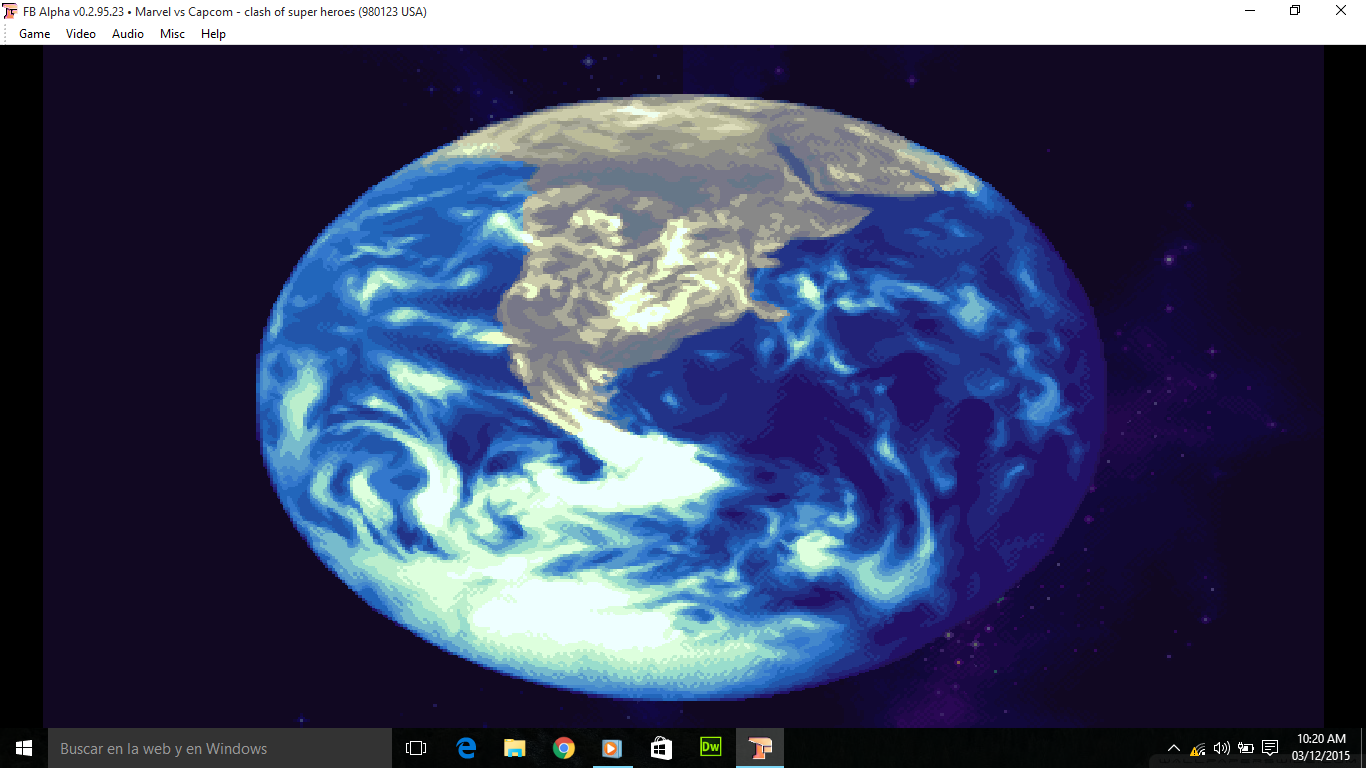 FB Alpha v0.2.95.23 • Marvel vs Capcom - clash of super heroes (980123 USA)
Game Video Audio Misc Help
Buscar en la web y en Windows
Dw
10:20 AM
03/12/2015